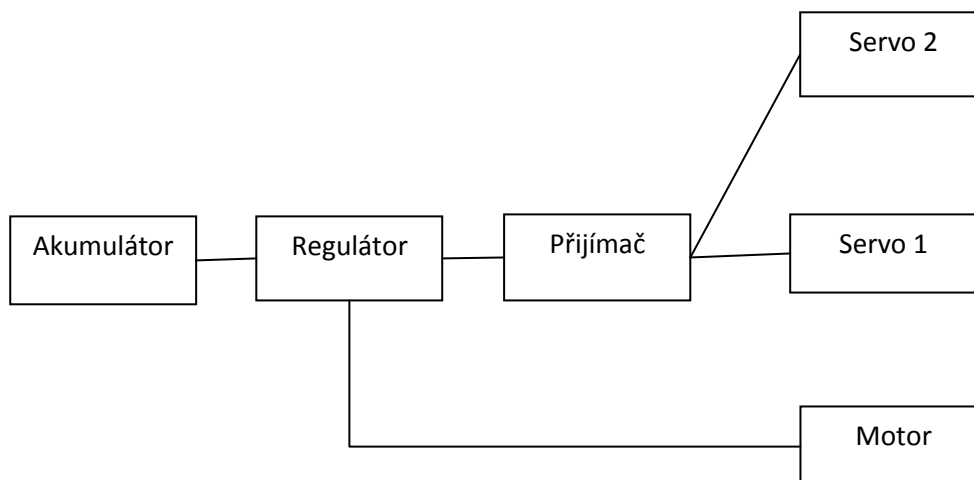 Servo 2
Akumulátor
Regulátor
Přijímač
Servo 1
Motor